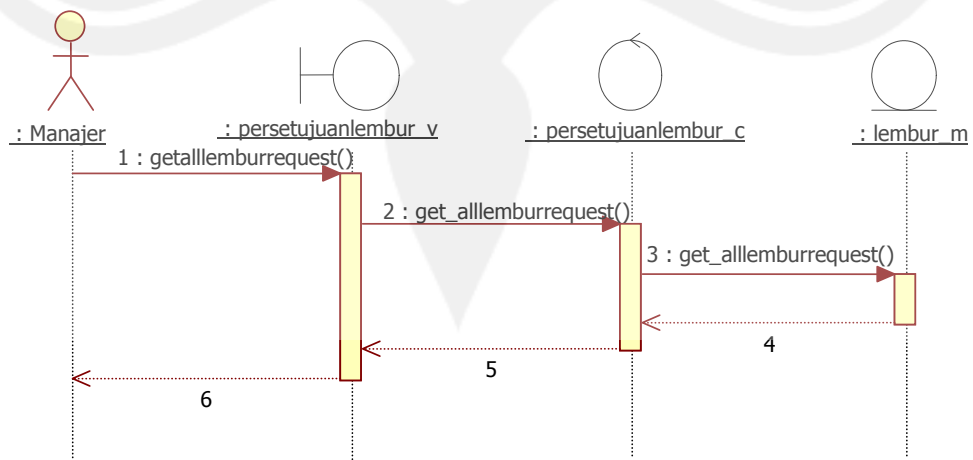 : Manajer
: persetujuanlembur_v
: persetujuanlembur_c
: lembur_m
1 : getalllemburrequest()
2 : get_alllemburrequest()
3 : get_alllemburrequest()
4
5
6